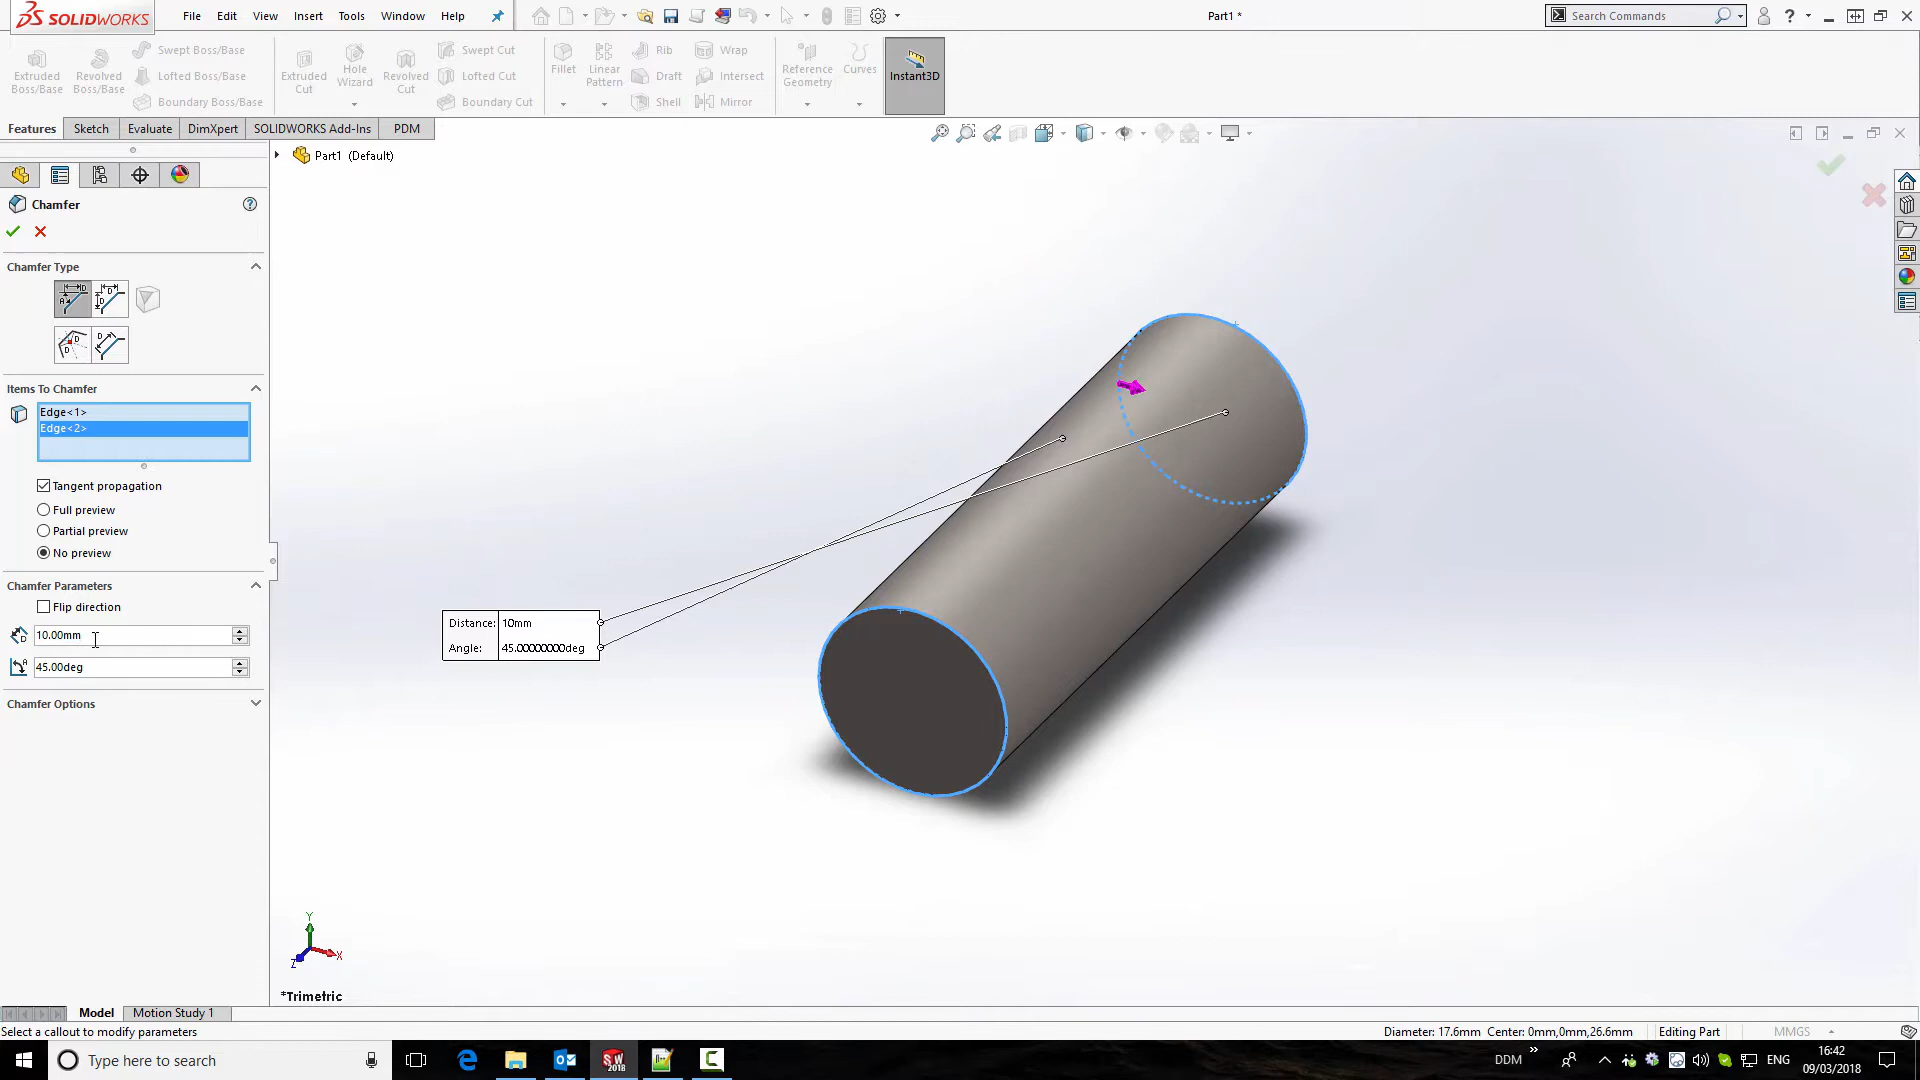 SOLIDWORKS File Edit View Insert Tools Window Help Part1 * Search Commands
Extruded Boss/Base
Revolved Boss/Base
Swept Boss/Base
Lofted Boss/Base
Boundary Boss/Base
Extruded Cut
Hole Wizard
Revolved Cut
Swept Cut
Lofted Cut
Boundary Cut
Fillet
Linear Pattern
Rib
Draft
Shell
Wrap
Intersect
Mirror
Reference Geometry
Curves
Instant3D
Features Sketch Evaluate DimXpert SOLIDWORKS Add-Ins PDM
Part1 (Default)
Chamfer
Chamfer Type
Items To Chamfer
Edge<1>
Edge<2>
Tangent propagation
Full preview
Partial preview
No preview
Chamfer Parameters
Flip direction
10.00mm
45.00deg
Chamfer Options
Distance: 10mm
Angle: 45.00000000deg
Y
X
Z
*Trimetric
Model Motion Study 1
Select a callout to modify parameters Diameter: 17.6mm Center: 0mm,0mm,26.6mm Editing Part MMGS
Type here to search SW 2018 DDM ENG 16:42
09/03/2018